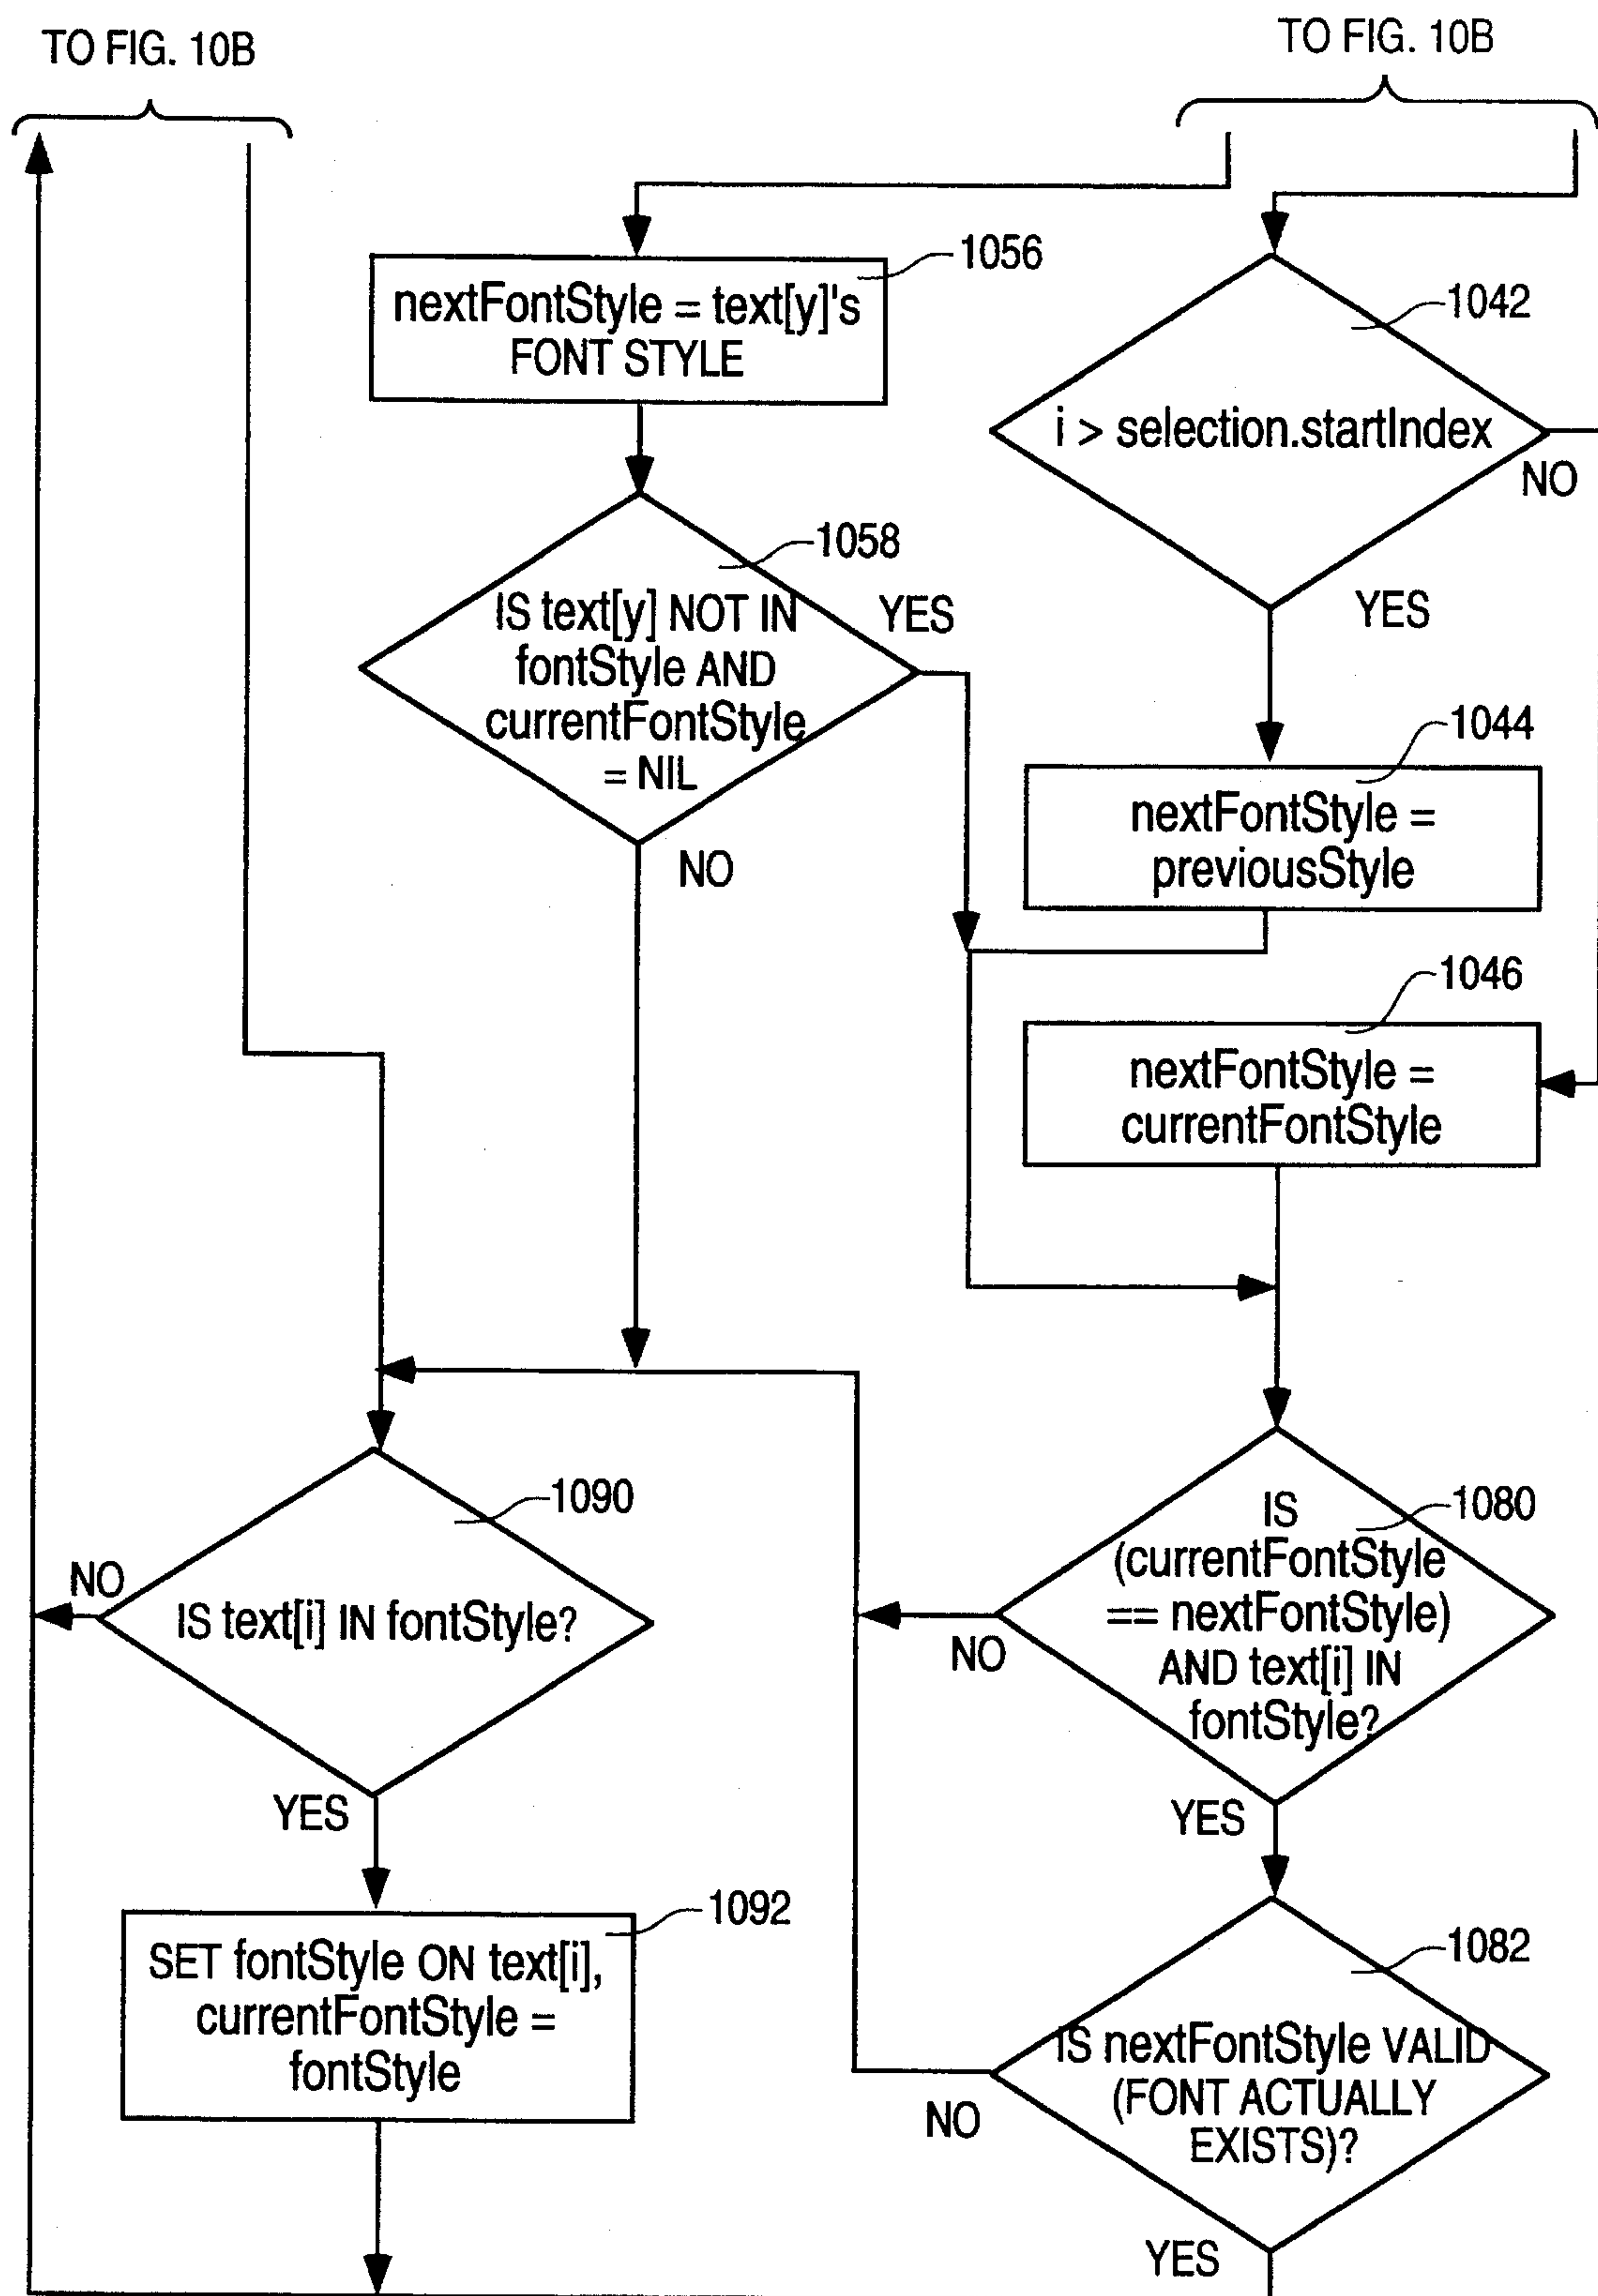 TO FIG. 10B
TO FIG. 10B
1056
nextFontStyle = text[y]'s
FONT STYLE
1042
i > selection.startIndex
NO
YES
1058
IS text[y] NOT IN
fontStyle AND
currentFontStyle
= NIL
YES
NO
1044
nextFontStyle =
previousStyle
1046
nextFontStyle =
currentFontStyle
1090
IS text[i] IN fontStyle?
NO
YES
1080
IS
(currentFontStyle
== nextFontStyle)
AND text[i] IN
fontStyle?
NO
YES
1092
SET fontStyle ON text[i],
currentFontStyle =
fontStyle
1082
IS nextFontStyle VALID
(FONT ACTUALLY
EXISTS)?
NO
YES